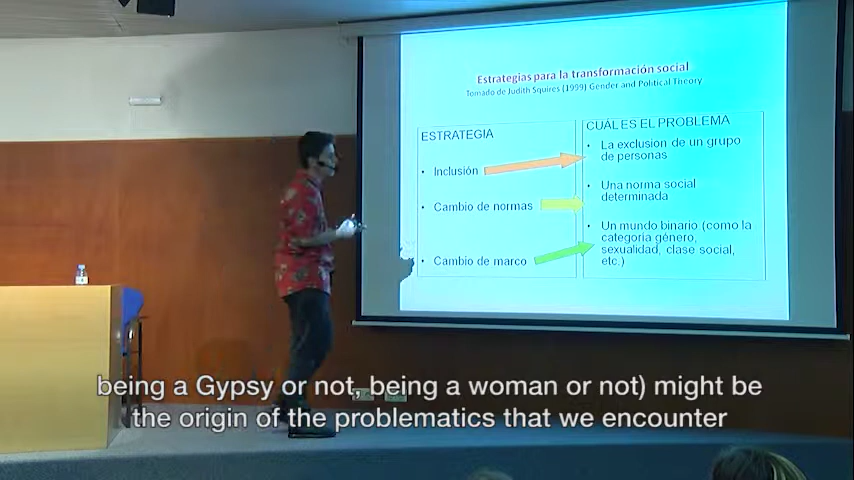 Estrategias para la transformación social
Tomado de Judith Squires (1999) Gender and Political Theory
ESTRATEGIA
• Inclusión
• Cambio de normas
• Cambio de marco
CUÁL ES EL PROBLEMA
• La exclusión de un grupo
de personas
• Una norma social
determinada
• Un mundo binario (como la
categoría género,
sexualidad, clase social,
etc.)
being a Gypsy or not, being a woman or not) might be
the origin of the problematics that we encounter